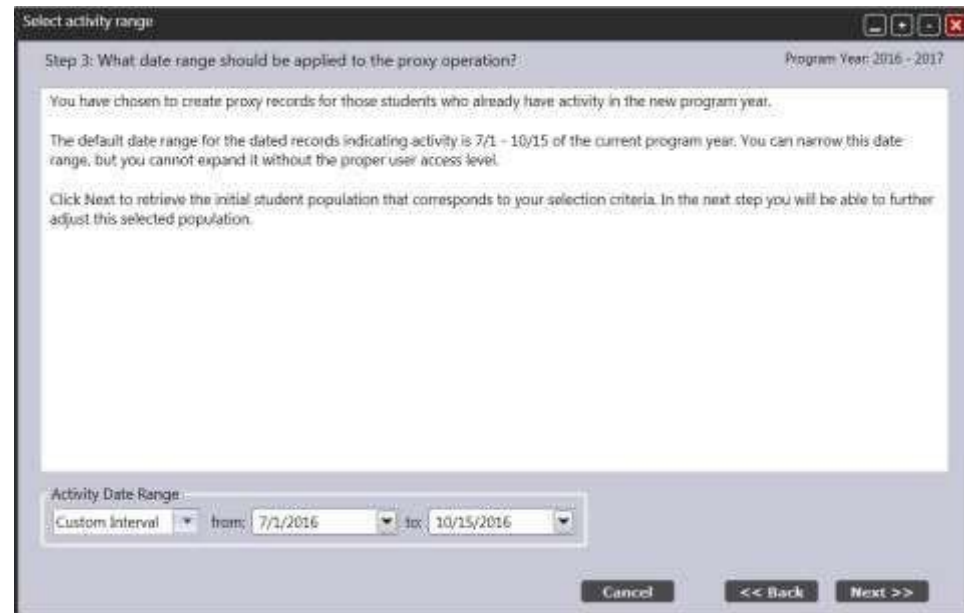 Select activity range
Step 3: What date range should be applied to the proxy operation?
Program Year: 2016 - 2017
You have chosen to create proxy records for those students who already have activity in the new program year.
The default date range for the dated records indicating activity is 7/1 - 10/15 of the current program year. You can narrow this date
range, but you cannot expand it without the proper user access level.
Click Next to retrieve the initial student population that corresponds to your selection criteria. In the next step you will be able to further
adjust this selected population.
Activity Date Range
Custom Interval from: 7/1/2016 to: 10/15/2016
Cancel << Back Next >>